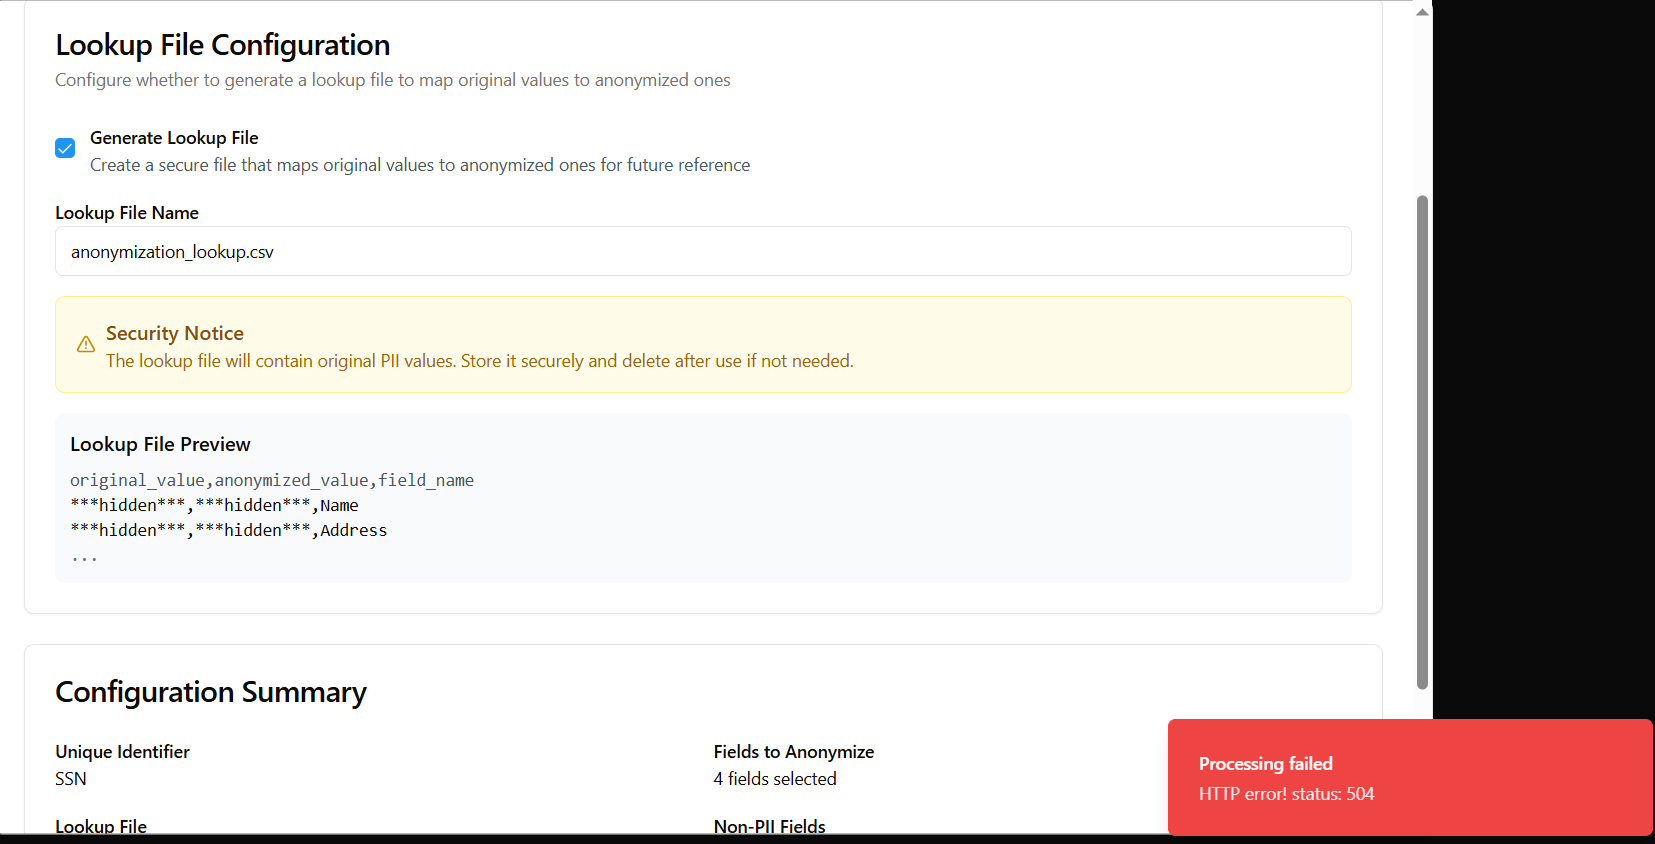 Lookup File Configuration
Configure whether to generate a lookup file to map original values to anonymized ones
Generate Lookup File
Create a secure file that maps original values to anonymized ones for future reference
Lookup File Name
anonymization_lookup.csv
Security Notice
The lookup file will contain original PII values. Store it securely and delete after use if not needed.
Lookup File Preview
original_value,anonymized_value,field_name
***hidden***,***hidden***,Name
***hidden***,***hidden***,Address
...
Configuration Summary
Unique Identifier
SSN
Fields to Anonymize
4 fields selected
Lookup File
Non-PII Fields
Processing failed
HTTP error! status: 504